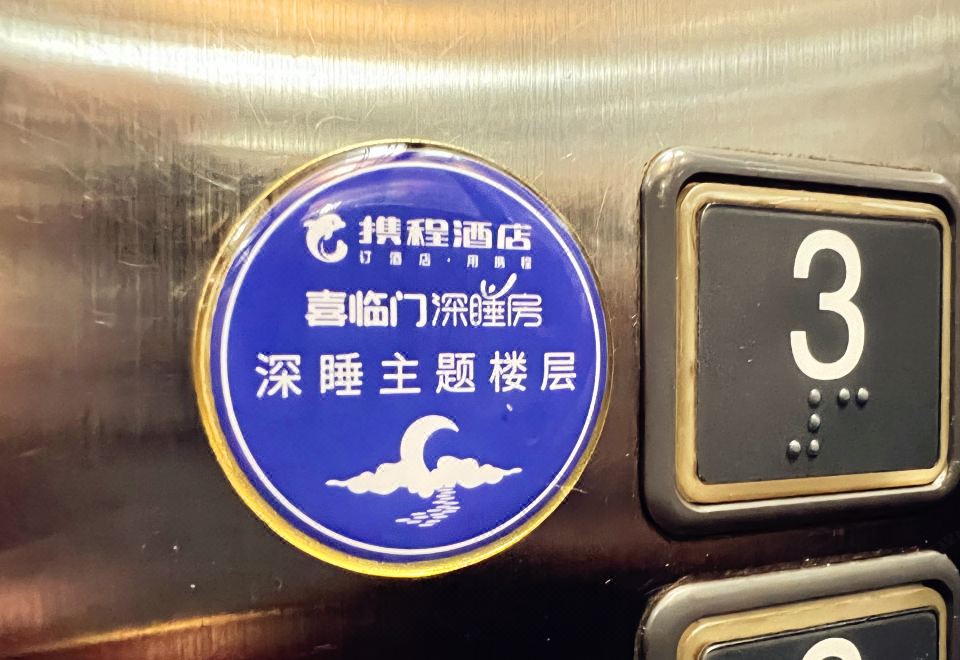 携程酒店
订酒店·用携程
喜临门深睡房
深睡主题楼层
3